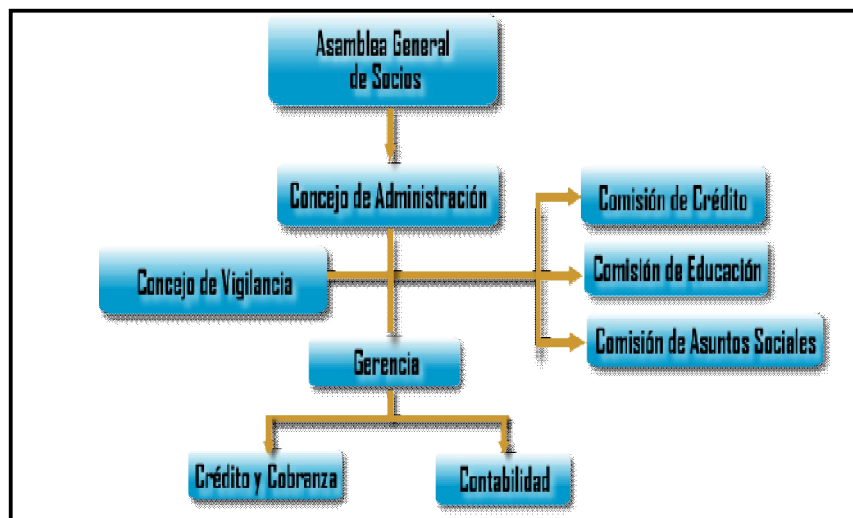 Asamblea General
de Socios
Concejo de Administración
Comisión de Crédito
Concejo de Vigilancia
Comisión de Educación
Comisión de Asuntos Sociales
Gerencia
Crédito y Cobranza
Contabilidad